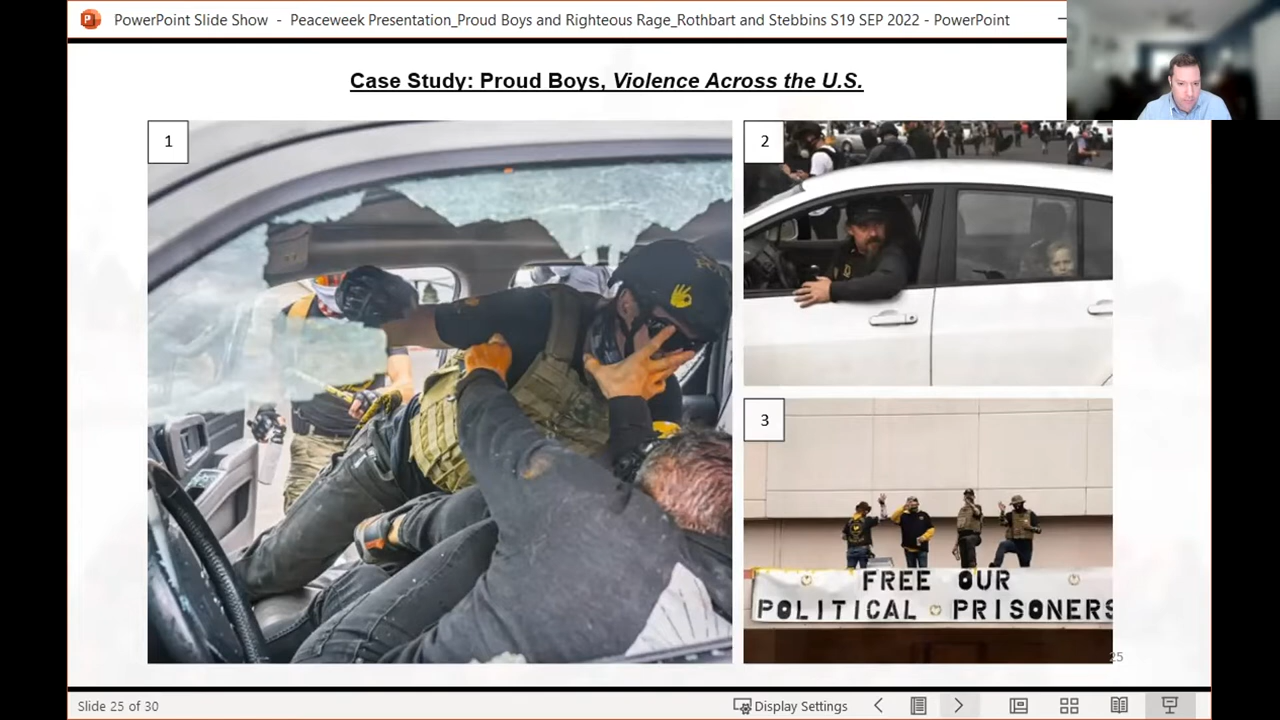 PowerPoint Slide Show - Peaceweek Presentation_Proud Boys and Righteous Rage_Rothbart and Stebbins S19 SEP 2022 - PowerPoint
Case Study: Proud Boys, Violence Across the U.S.
1
2
3
FREE OUR
POLITICAL PRISONERS
25
Slide 25 of 30
Display Settings